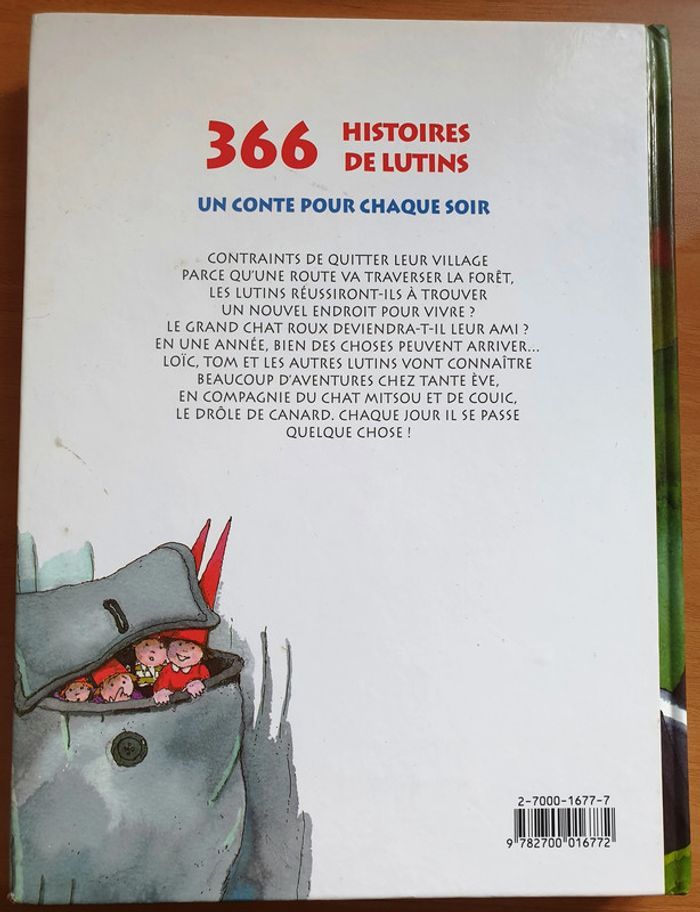 366 HISTOIRES
DE LUTINS
UN CONTE POUR CHAQUE SOIR
CONTRAINTS DE QUITTER LEUR VILLAGE
PARCE QU'UNE ROUTE VA TRAVERSER LA FORÊT,
LES LUTINS RÉUSSIRONT-ILS À TROUVER
UN NOUVEL ENDROIT POUR VIVRE ?
LE GRAND CHAT ROUX DEVIENDRA-T-IL LEUR AMI ?
EN UNE ANNÉE, BIEN DES CHOSES PEUVENT ARRIVER...
LOÏC, TOM ET LES AUTRES LUTINS VONT CONNAÎTRE
BEAUCOUP D'AVENTURES CHEZ TANTE ÈVE,
EN COMPAGNIE DU CHAT MITSOU ET DE COUIC,
LE DRÔLE DE CANARD. CHAQUE JOUR IL SE PASSE
QUELQUE CHOSE !
2-7000-1677-7
9 782700 016772